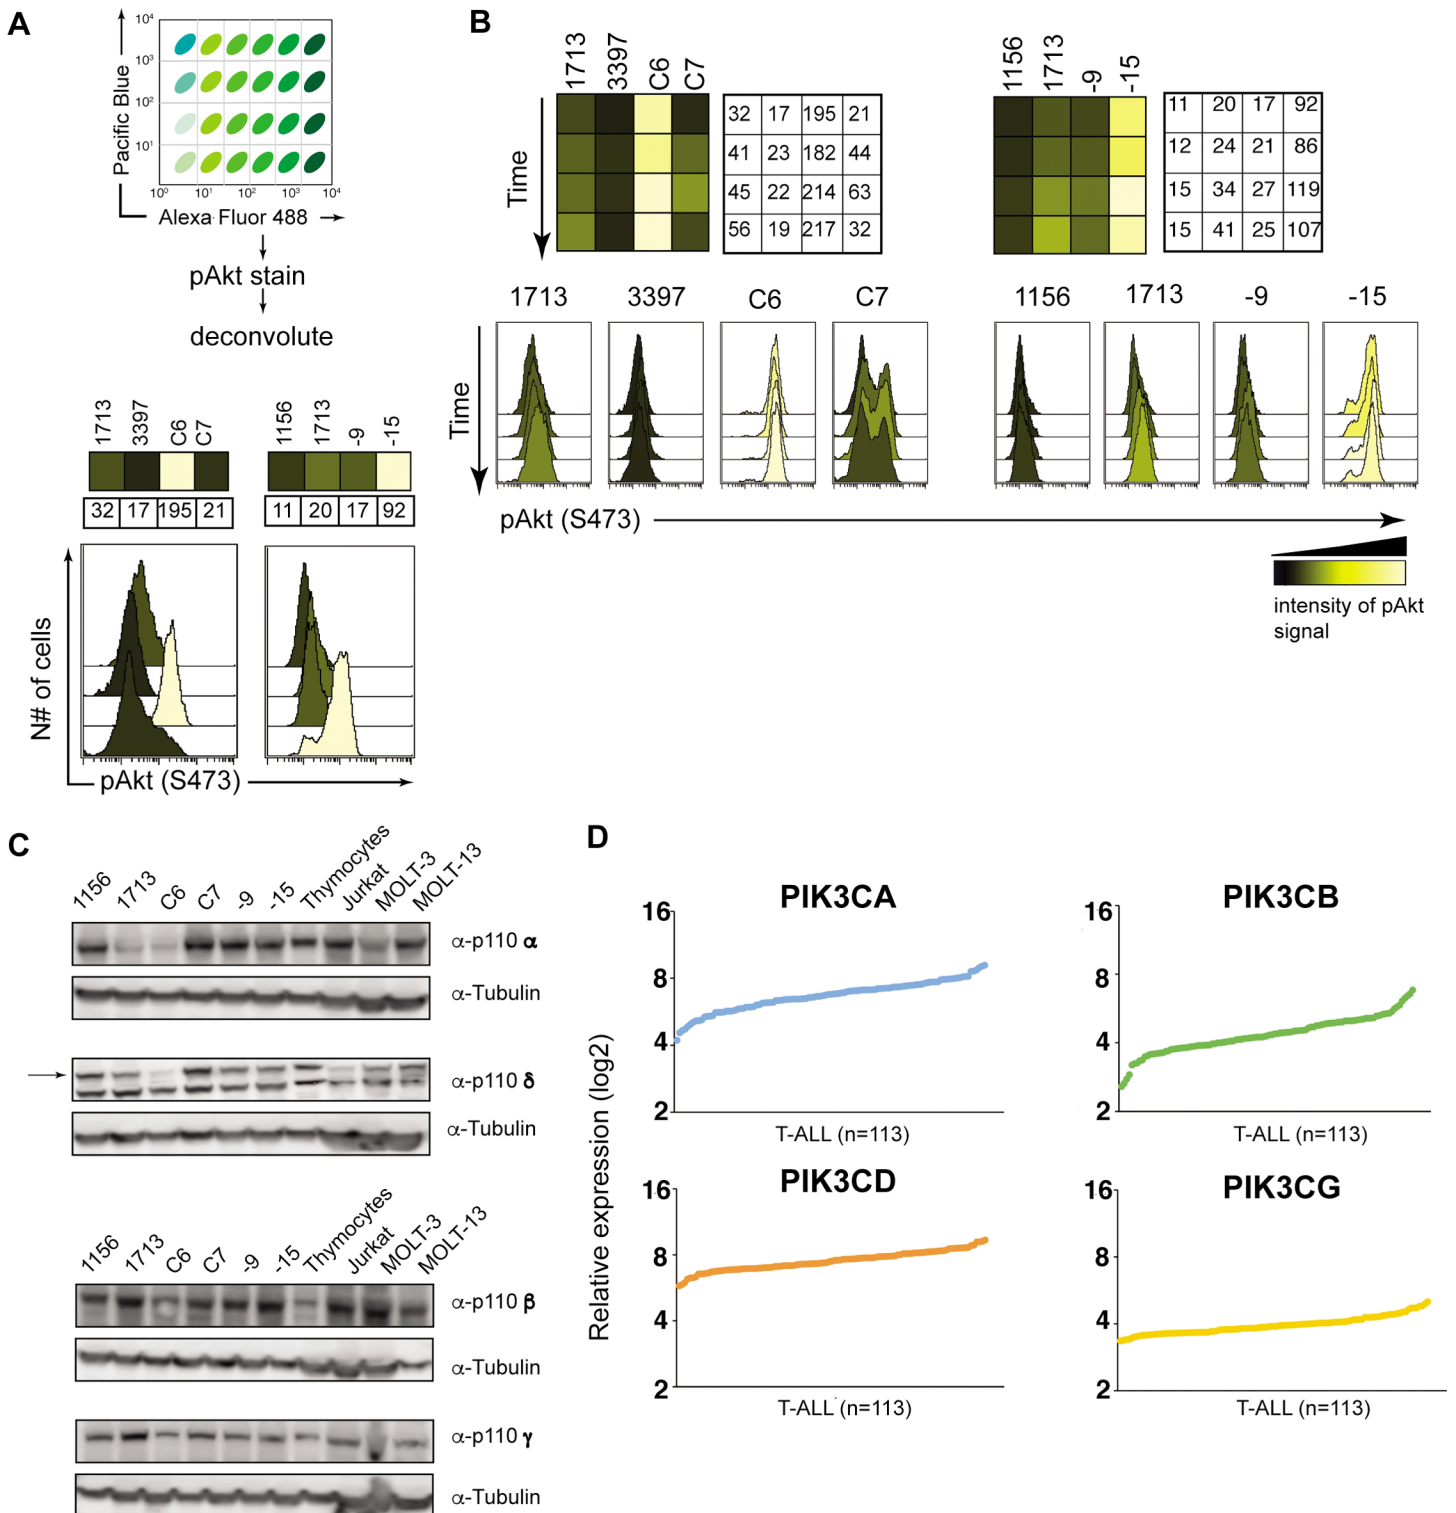 A
Pacific Blue
10⁴
10³
10²
10¹
10⁰ 10¹ 10² 10³ 10⁴
Alexa Fluor 488
pAkt stain
deconvolute
1713 3397 C6 C7
32 17 195 21
1156 1713 -9 -15
11 20 17 92
N# of cells
pAkt (S473)
B
Time
1713 3397 C6 C7
32 17 195 21
41 23 182 44
45 22 214 63
56 19 217 32
1156 1713 -9 -15
11 20 17 92
12 24 21 86
15 34 27 119
15 41 25 107
Time
1713 3397 C6 C7 1156 1713 -9 -15
pAkt (S473)
intensity of pAkt
signal
C
1156 1713 C6 C7 -9 -15 Thymocytes Jurkat MOLT-3 MOLT-13
α-p110 α
α-Tubulin
α-p110 δ
α-Tubulin
1156 1713 C6 C7 -9 -15 Thymocytes Jurkat MOLT-3 MOLT-13
α-p110 β
α-Tubulin
α-p110 γ
α-Tubulin
D
Relative expression (log2)
PIK3CA
16
8
4
2
T-ALL (n=113)
PIK3CB
16
8
4
2
T-ALL (n=113)
PIK3CD
16
8
4
2
T-ALL (n=113)
PIK3CG
16
8
4
2
T-ALL (n=113)